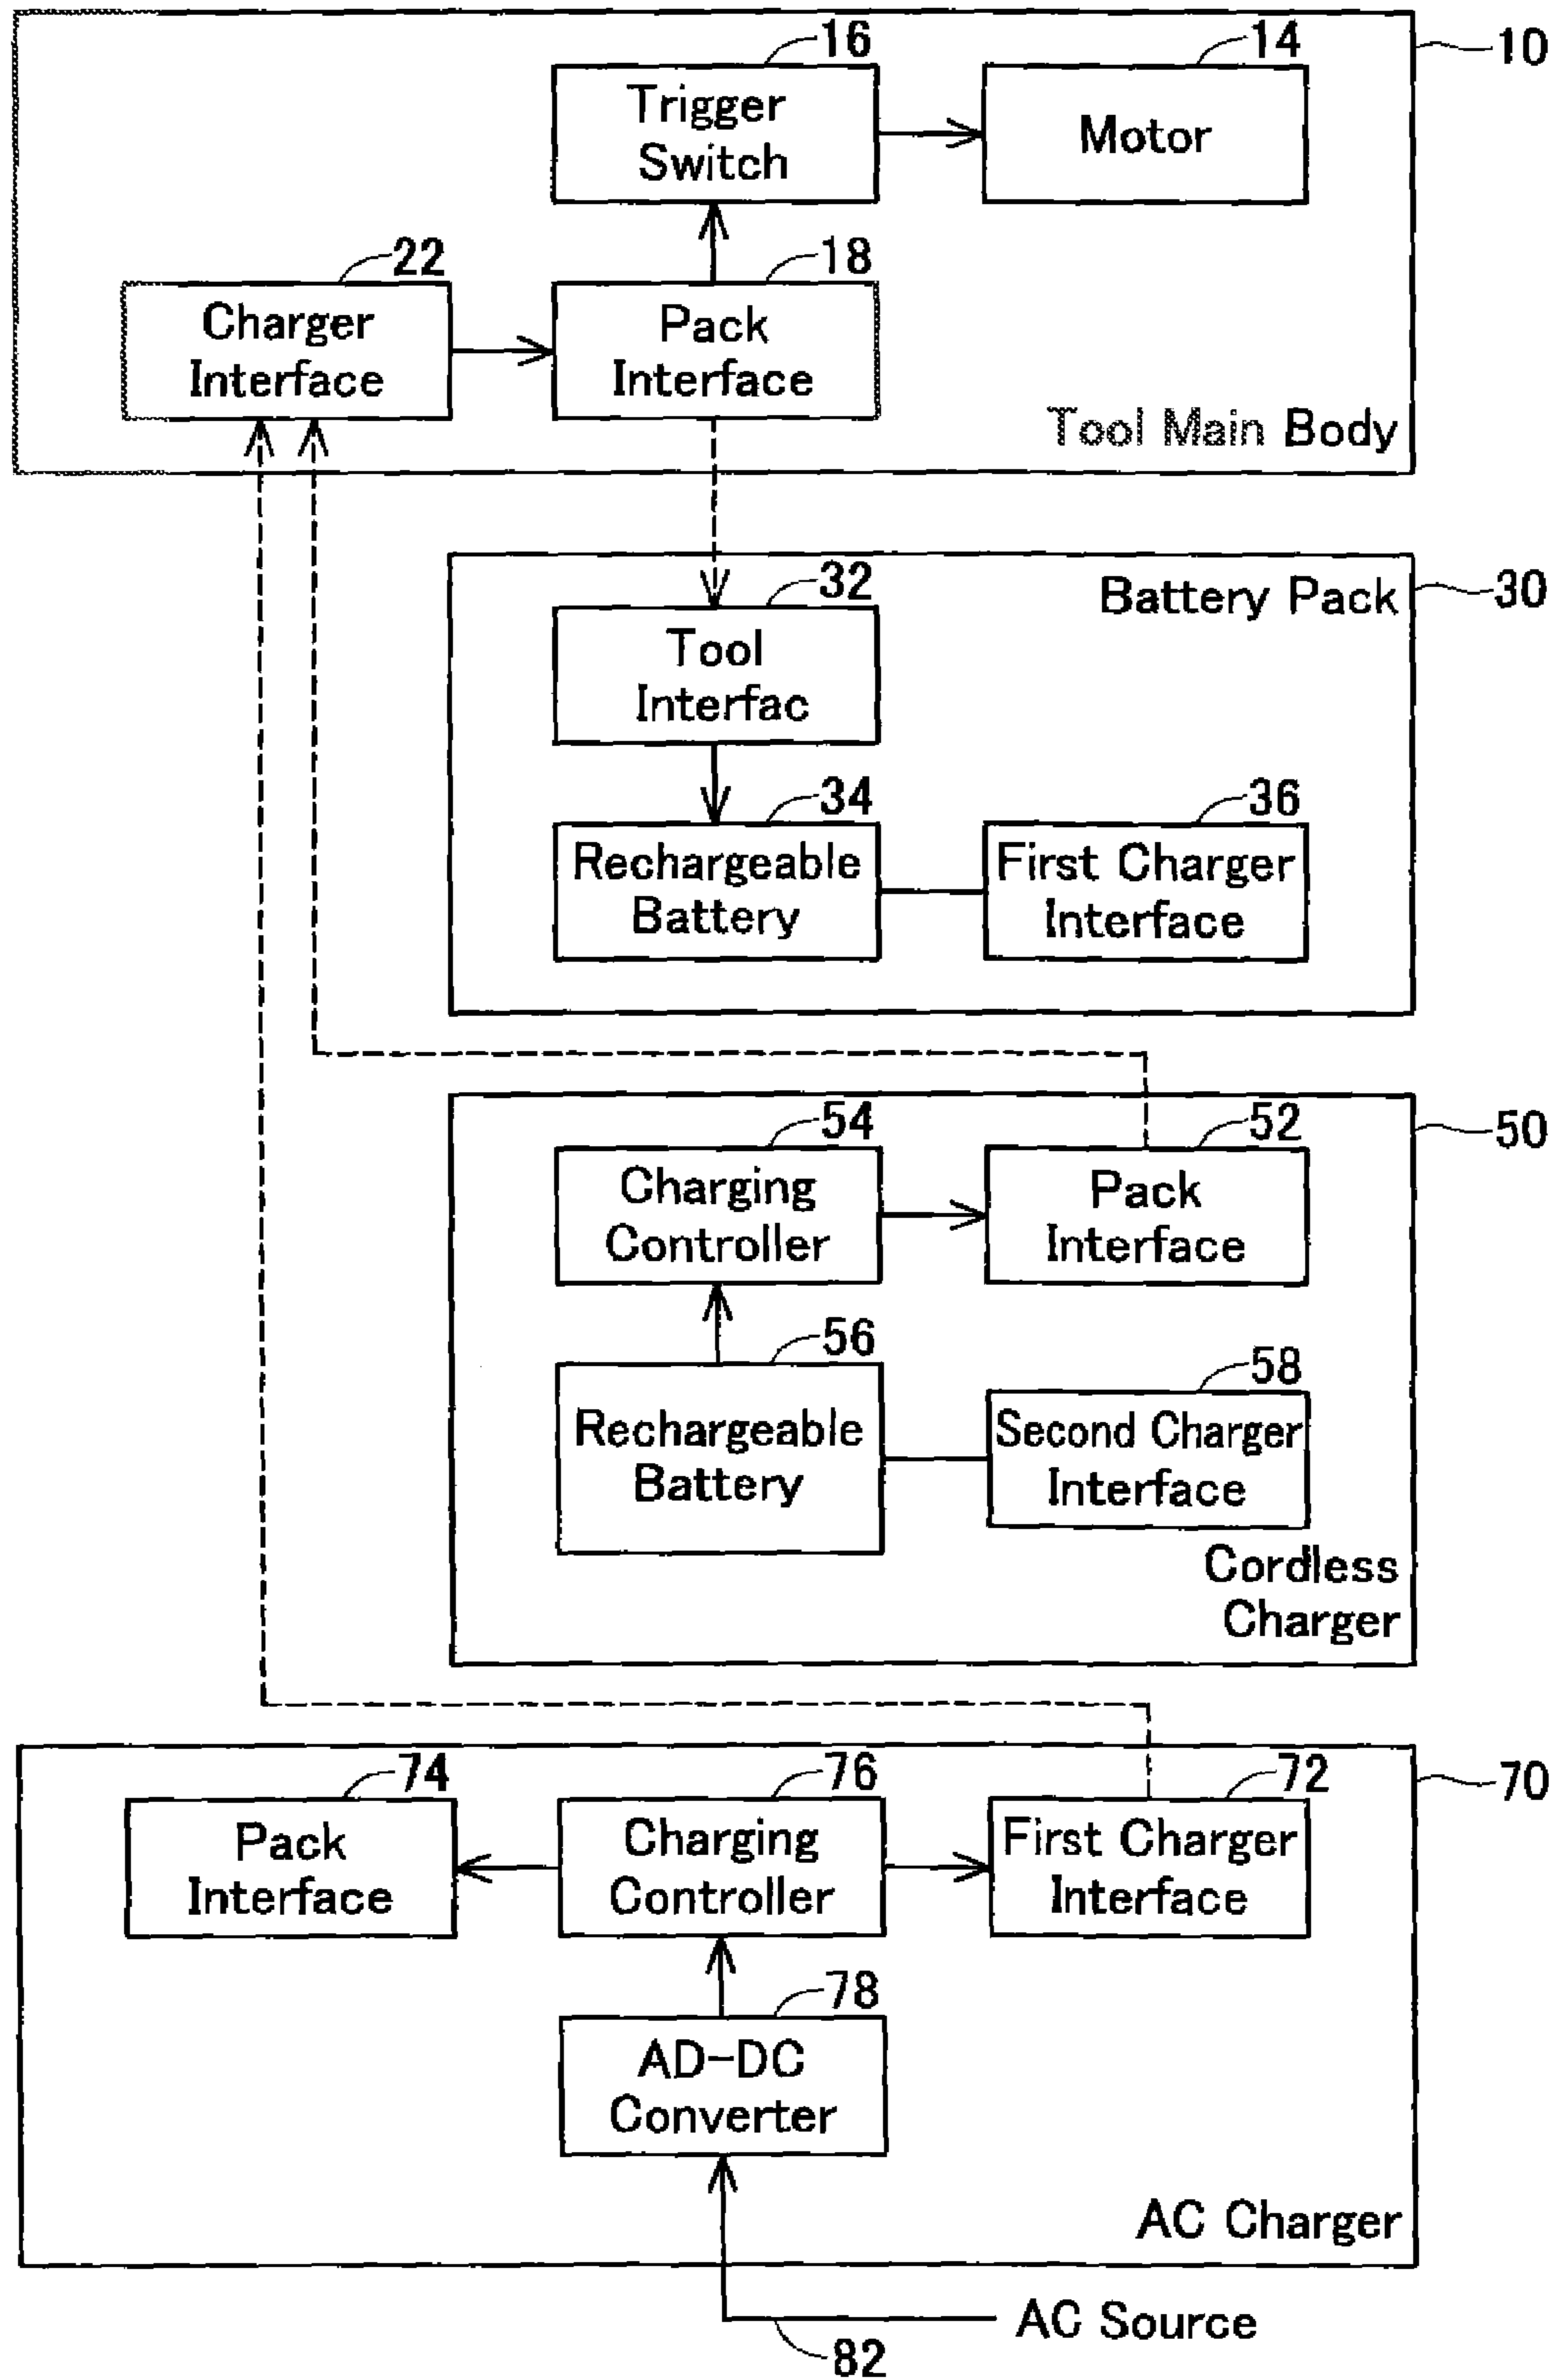 16
14
10
Trigger
Switch
Motor
22
18
Charger
Interface
Pack
Interface
Tool Main Body
32
Battery Pack
30
Tool
Interfac
34
36
Rechargeable
Battery
First Charger
Interface
54
52
50
Charging
Controller
Pack
Interface
56
58
Rechargeable
Battery
Second Charger
Interface
Cordless
Charger
74
76
72
70
Pack
Interface
Charging
Controller
First Charger
Interface
78
AD-DC
Converter
AC Charger
AC Source
82